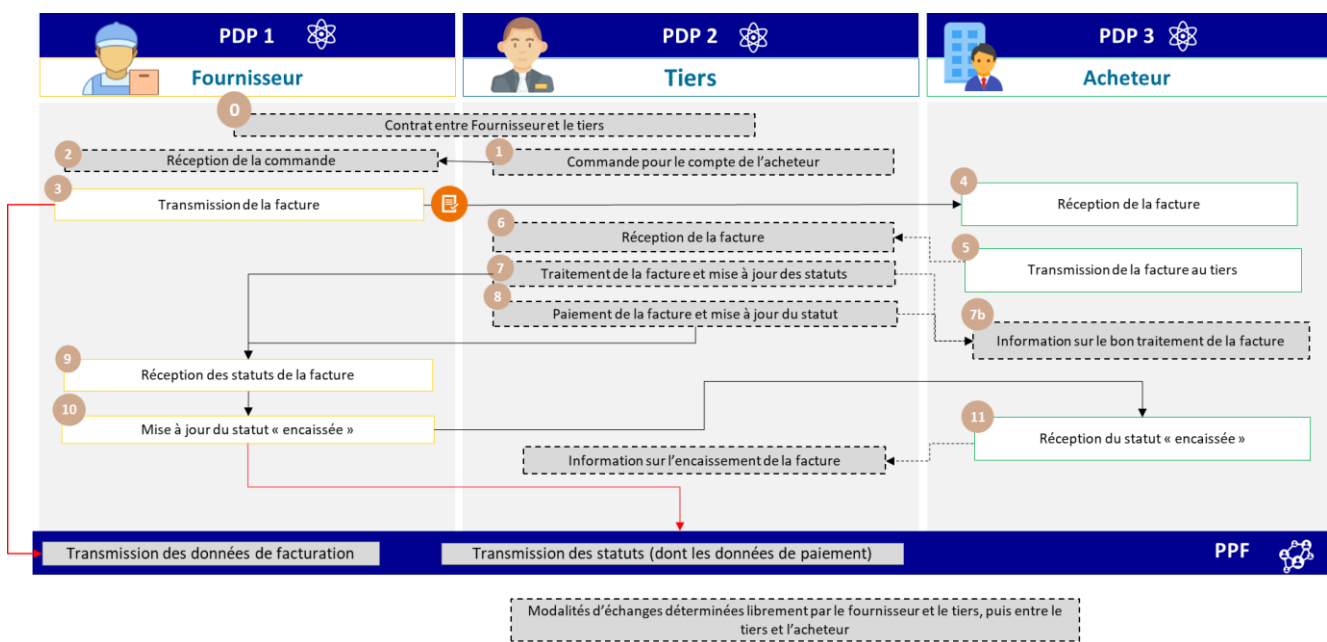 PDP 1
PDP 2
PDP 3
Fournisseur
Tiers
Acheteur
0
Contrat entre Fournisseur et le tiers
2
Réception de la commande
1
Commande pour le compte de l'acheteur
3
Transmission de la facture
4
Réception de la facture
6
Réception de la facture
5
Transmission de la facture au tiers
7
Traitement de la facture et mise à jour des statuts
8
Paiement de la facture et mise à jour du statut
7b
Information sur le bon traitement de la facture
9
Réception des statuts de la facture
10
Mise à jour du statut « encaissée »
11
Réception du statut « encaissée »
Information sur l'encaissement de la facture
Transmission des données de facturation
Transmission des statuts (dont les données de paiement)
PPF
Modalités d'échanges déterminées librement par le fournisseur et le tiers, puis entre le
tiers et l'acheteur